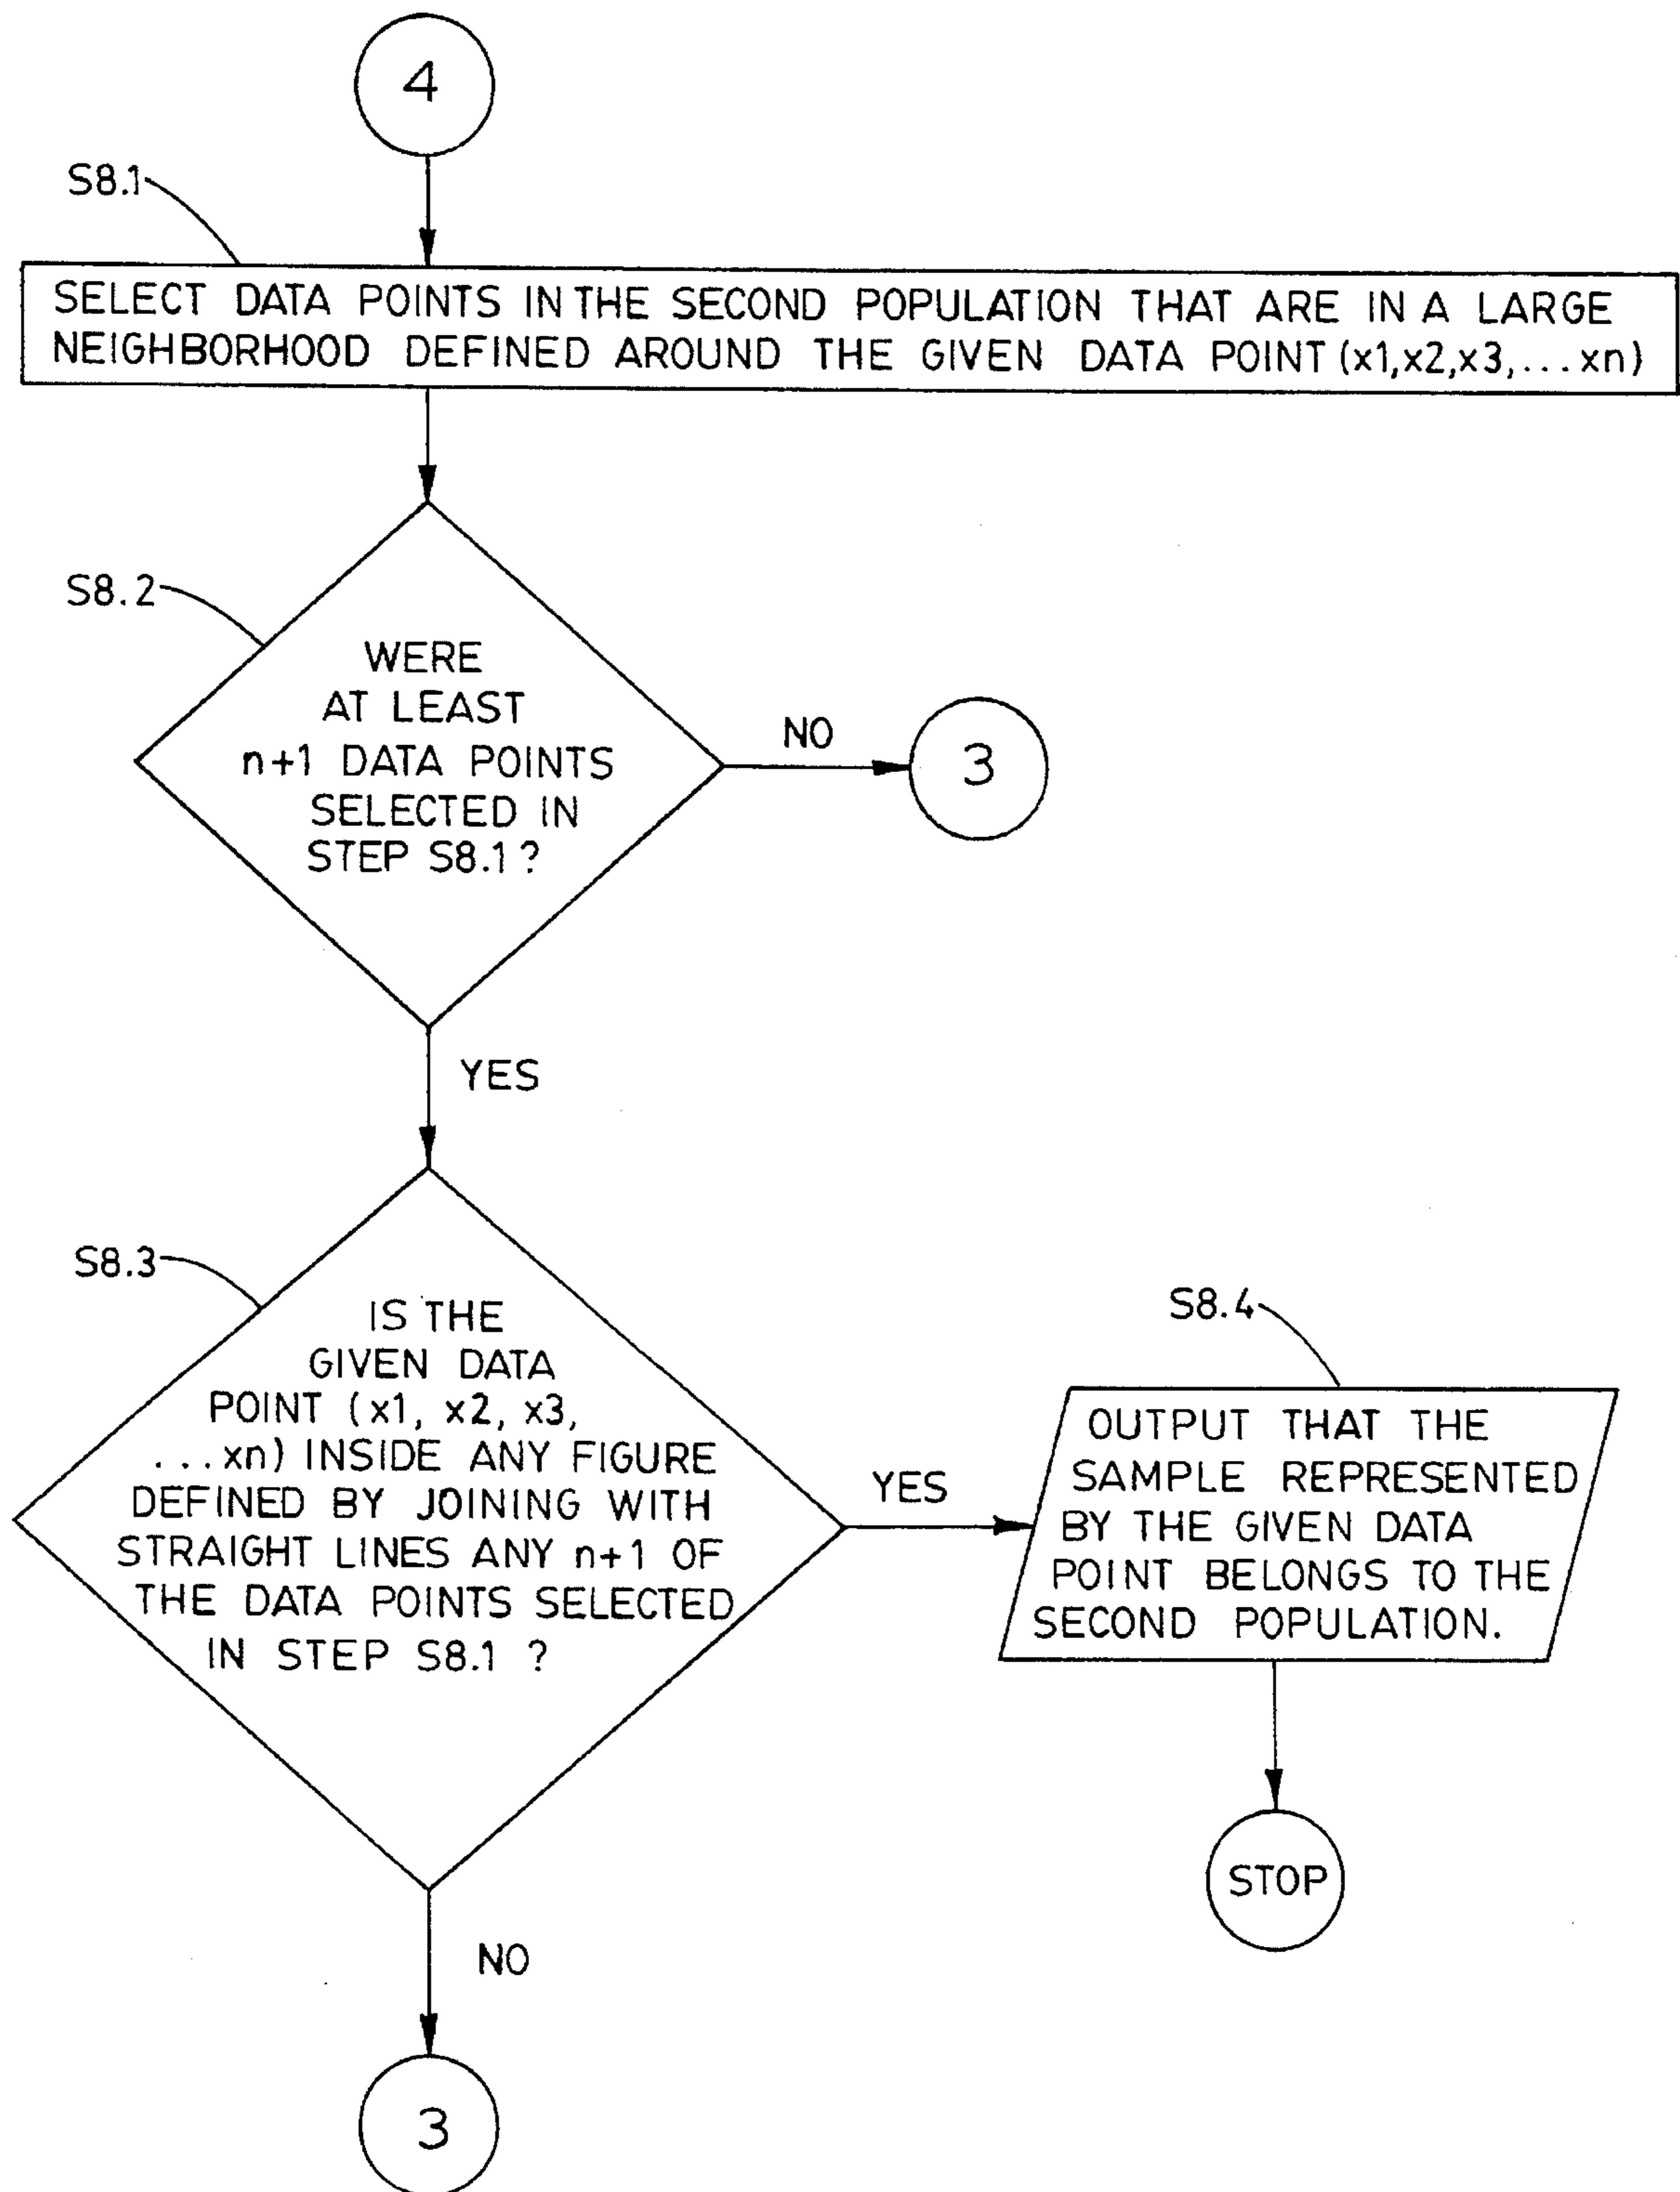 4
S8.1
SELECT DATA POINTS IN THE SECOND POPULATION THAT ARE IN A LARGE
NEIGHBORHOOD DEFINED AROUND THE GIVEN DATA POINT (x1,x2,x3,...xn)
S8.2
WERE
AT LEAST
n+1 DATA POINTS
SELECTED IN
STEP S8.1?
NO
3
YES
S8.3
IS THE
GIVEN DATA
POINT (x1, x2, x3,
...xn) INSIDE ANY FIGURE
DEFINED BY JOINING WITH
STRAIGHT LINES ANY n+1 OF
THE DATA POINTS SELECTED
IN STEP S8.1 ?
YES
S8.4
OUTPUT THAT THE
SAMPLE REPRESENTED
BY THE GIVEN DATA
POINT BELONGS TO THE
SECOND POPULATION.
STOP
NO
3